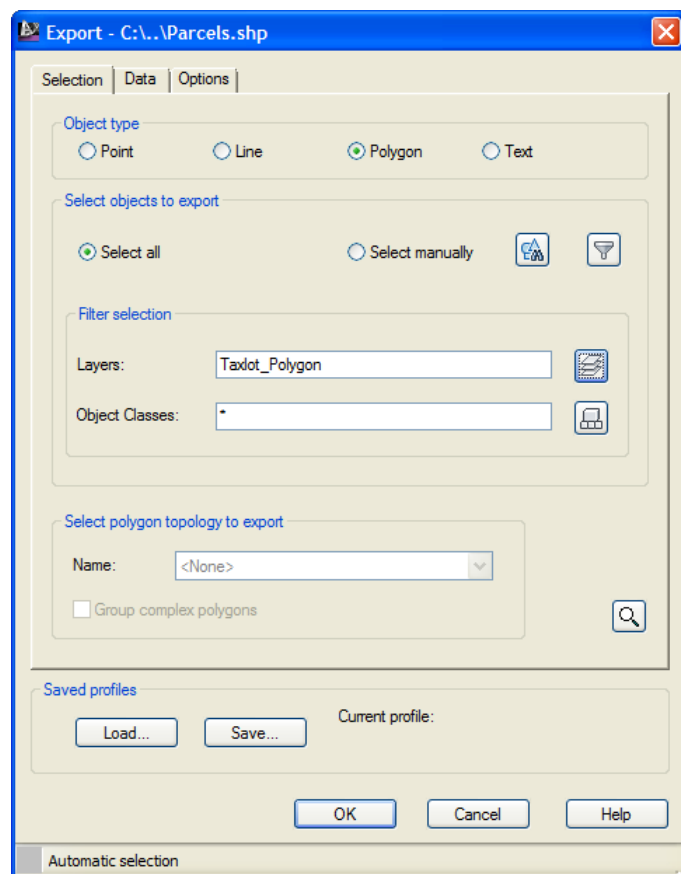 Export - C:\..\Parcels.shp
Selection Data Options
Object type
Point Line Polygon Text
Select objects to export
Select all Select manually
Filter selection
Layers: Taxlot_Polygon
Object Classes: *
Select polygon topology to export
Name: <None>
Group complex polygons
Saved profiles
Load... Save... Current profile:
OK Cancel Help
Automatic selection